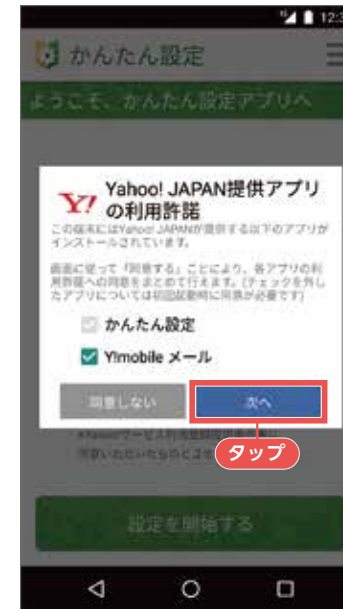 12:3
かんたん設定
ようこそ、かんたん設定アプリへ
Y! Yahoo! JAPAN提供アプリ
の利用許諾
この端末にはYahoo! JAPANが提供する以下のアプリが
インストールされています。
画面に従って「同意する」ことにより、各アプリの利
用許諾への同意をまとめて行えます。(チェックを外し
たアプリについては初回起動時に同意が必要です)
かんたん設定
Y!mobile メール
同意しない
次へ
タップ
設定を開始する